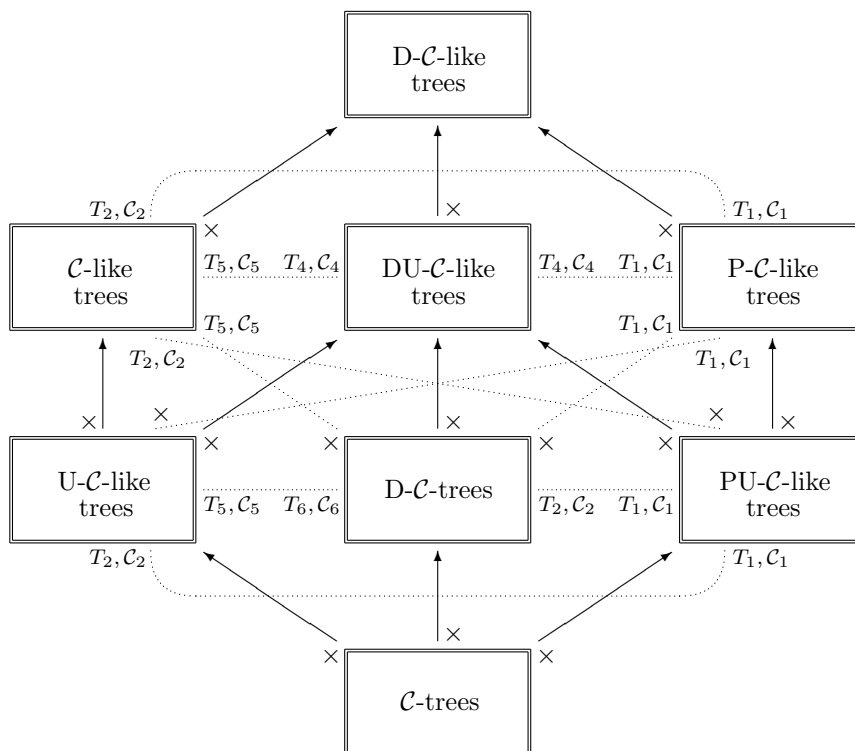 D-𝒞-like
trees
T₂, 𝒞₂
T₁, 𝒞₁
×
×
×
𝒞-like
trees
T₅, 𝒞₅
T₄, 𝒞₄
DU-𝒞-like
trees
T₄, 𝒞₄
T₁, 𝒞₁
P-𝒞-like
trees
T₅, 𝒞₅
T₁, 𝒞₁
T₂, 𝒞₂
T₁, 𝒞₁
× × × × ×
× × × ×
U-𝒞-like
trees
T₅, 𝒞₅
T₆, 𝒞₆
D-𝒞-trees
T₂, 𝒞₂
T₁, 𝒞₁
PU-𝒞-like
trees
T₂, 𝒞₂
T₁, 𝒞₁
×
× ×
𝒞-trees